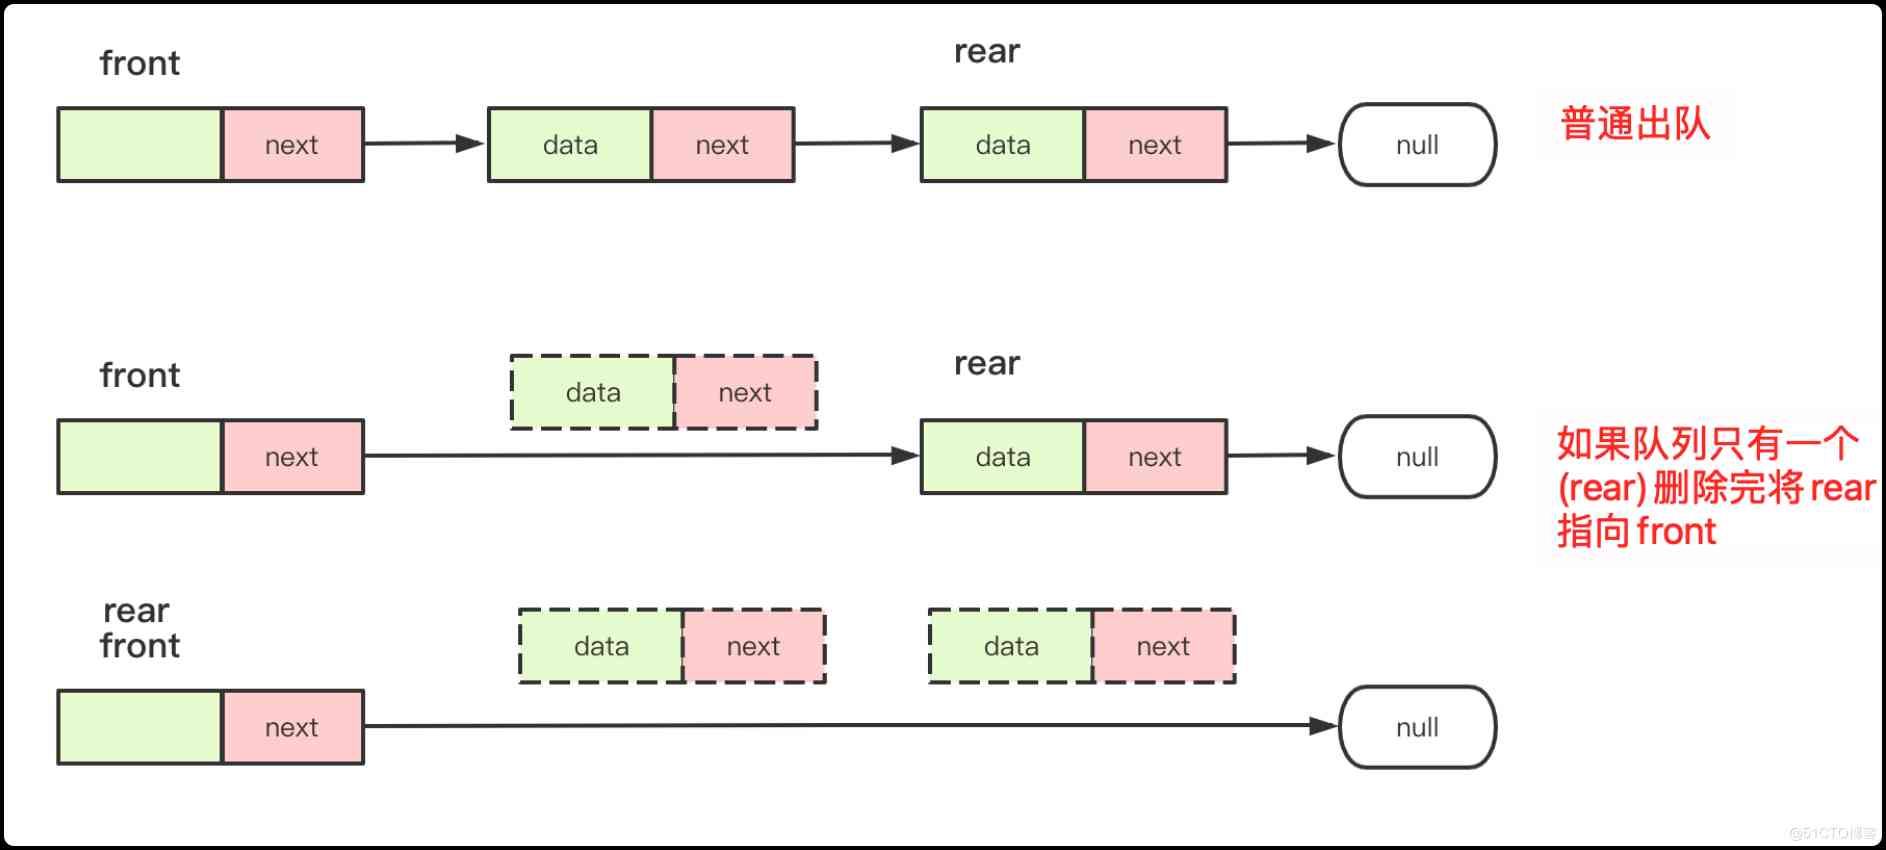 front
rear
next
data next
data next
null
普通出队
front
data next
rear
next
data next
null
如果队列只有一个
(rear)删除完将rear
指向front
rear
front
data next
data next
next
null
@51CTO博客